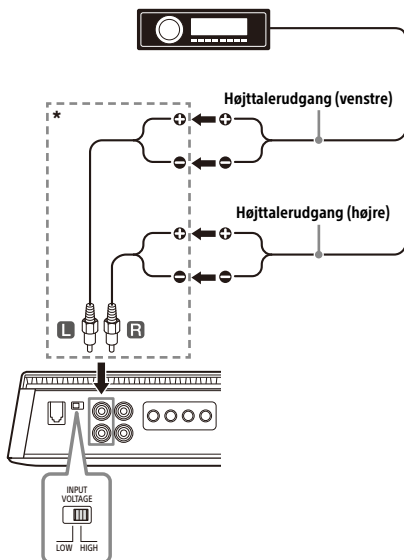 Højttalerudgang (venstre)
*
Højttalerudgang (højre)
L R
INPUT
VOLTAGE
LOW HIGH